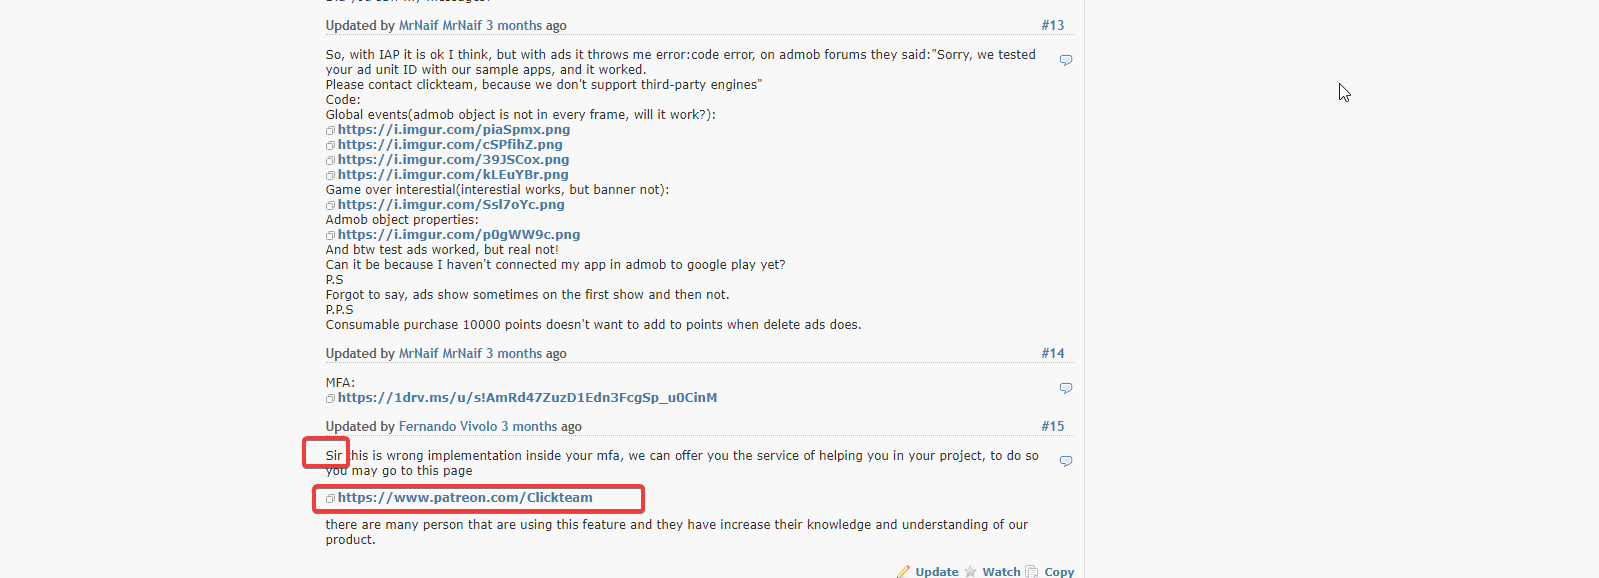 Updated by MrNaif MrNaif 3 months ago #13
So, with IAP it is ok I think, but with ads it throws me error:code error, on admob forums they said:"Sorry, we tested
your ad unit ID with our sample apps, and it worked.
Please contact clickteam, because we don't support third-party engines"
Code:
Global events(admob object is not in every frame, will it work?):
https://i.imgur.com/piaSpmx.png
https://i.imgur.com/cSPfihZ.png
https://i.imgur.com/39JSCox.png
https://i.imgur.com/kLEuYBr.png
Game over interestial(interestial works, but banner not):
https://i.imgur.com/Ssl7oYc.png
Admob object properties:
https://i.imgur.com/p0gWW9c.png
And btw test ads worked, but real not!
Can it be because I haven't connected my app in admob to google play yet?
P.S
Forgot to say, ads show sometimes on the first show and then not.
P.P.S
Consumable purchase 10000 points doesn't want to add to points when delete ads does.
Updated by MrNaif MrNaif 3 months ago #14
MFA:
https://1drv.ms/u/s!AmRd47ZuzD1Edn3FcgSp_u0CinM
Updated by Fernando Vivolo 3 months ago #15
Sir this is wrong implementation inside your mfa, we can offer you the service of helping you in your project, to do so
you may go to this page
https://www.patreon.com/Clickteam
there are many person that are using this feature and they have increase their knowledge and understanding of our
product.
Update Watch Copy